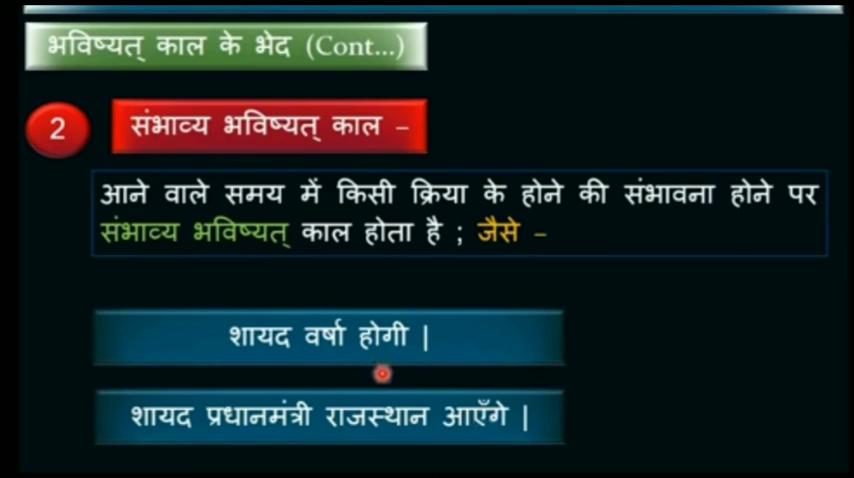 भविष्यत् काल के भेद (Cont...)
2
संभाव्य भविष्यत् काल –
आने वाले समय में किसी क्रिया के होने की संभावना होने पर
संभाव्य भविष्यत् काल होता है ; जैसे –
शायद वर्षा होगी |
शायद प्रधानमंत्री राजस्थान आएँगे |